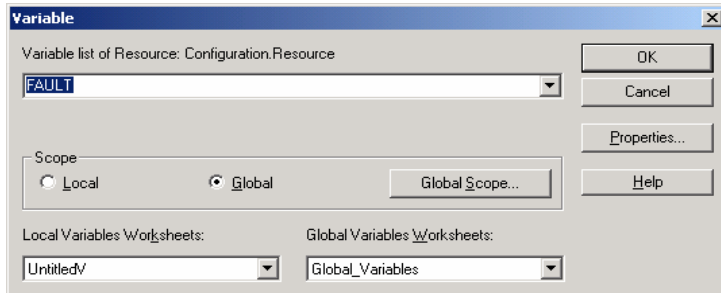 Variable
Variable list of Resource: Configuration.Resource
FAULT
OK
Cancel
Properties...
Help
Scope
Local
Global
Global Scope...
Local Variables Worksheets:
Global Variables Worksheets:
UntitledV
Global_Variables